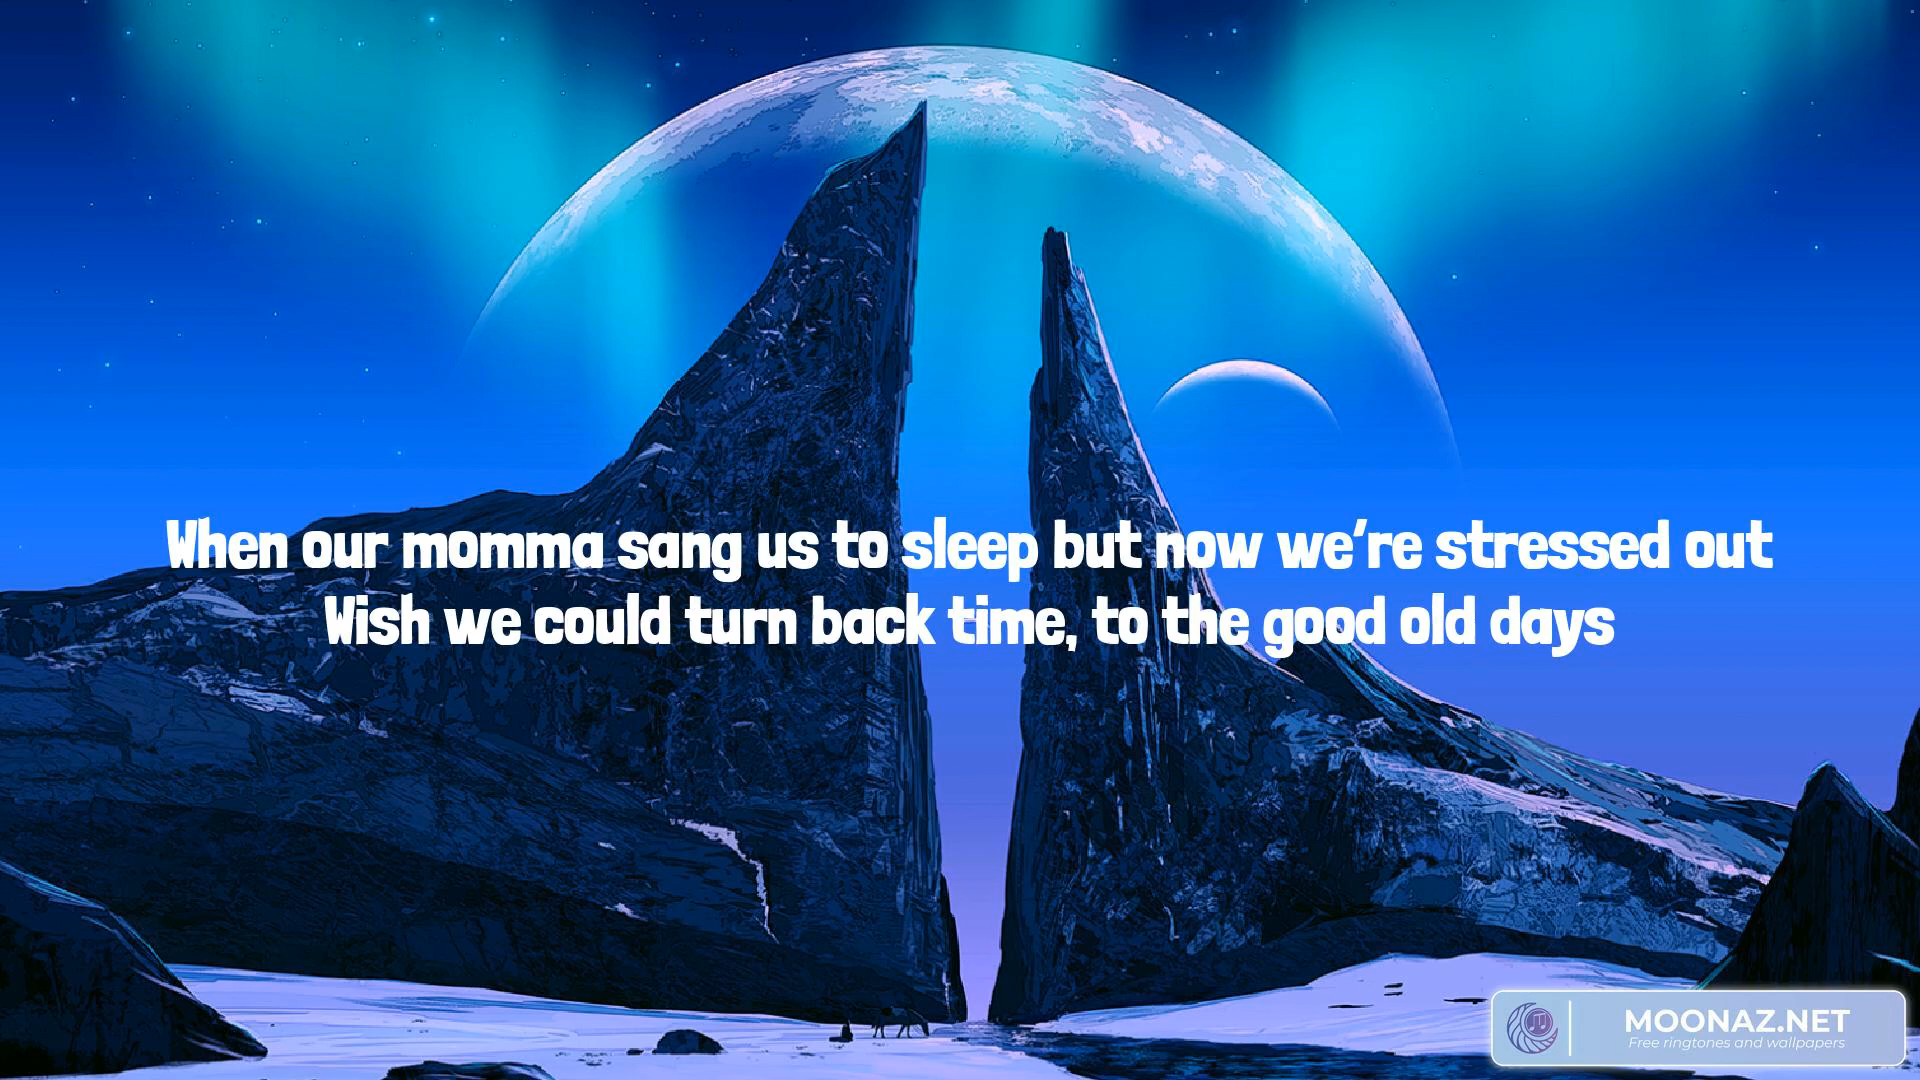 When our momma sang us to sleep but now we're stressed out
Wish we could turn back time, to the good old days
MOONAZ.NET
Free ringtones and wallpapers